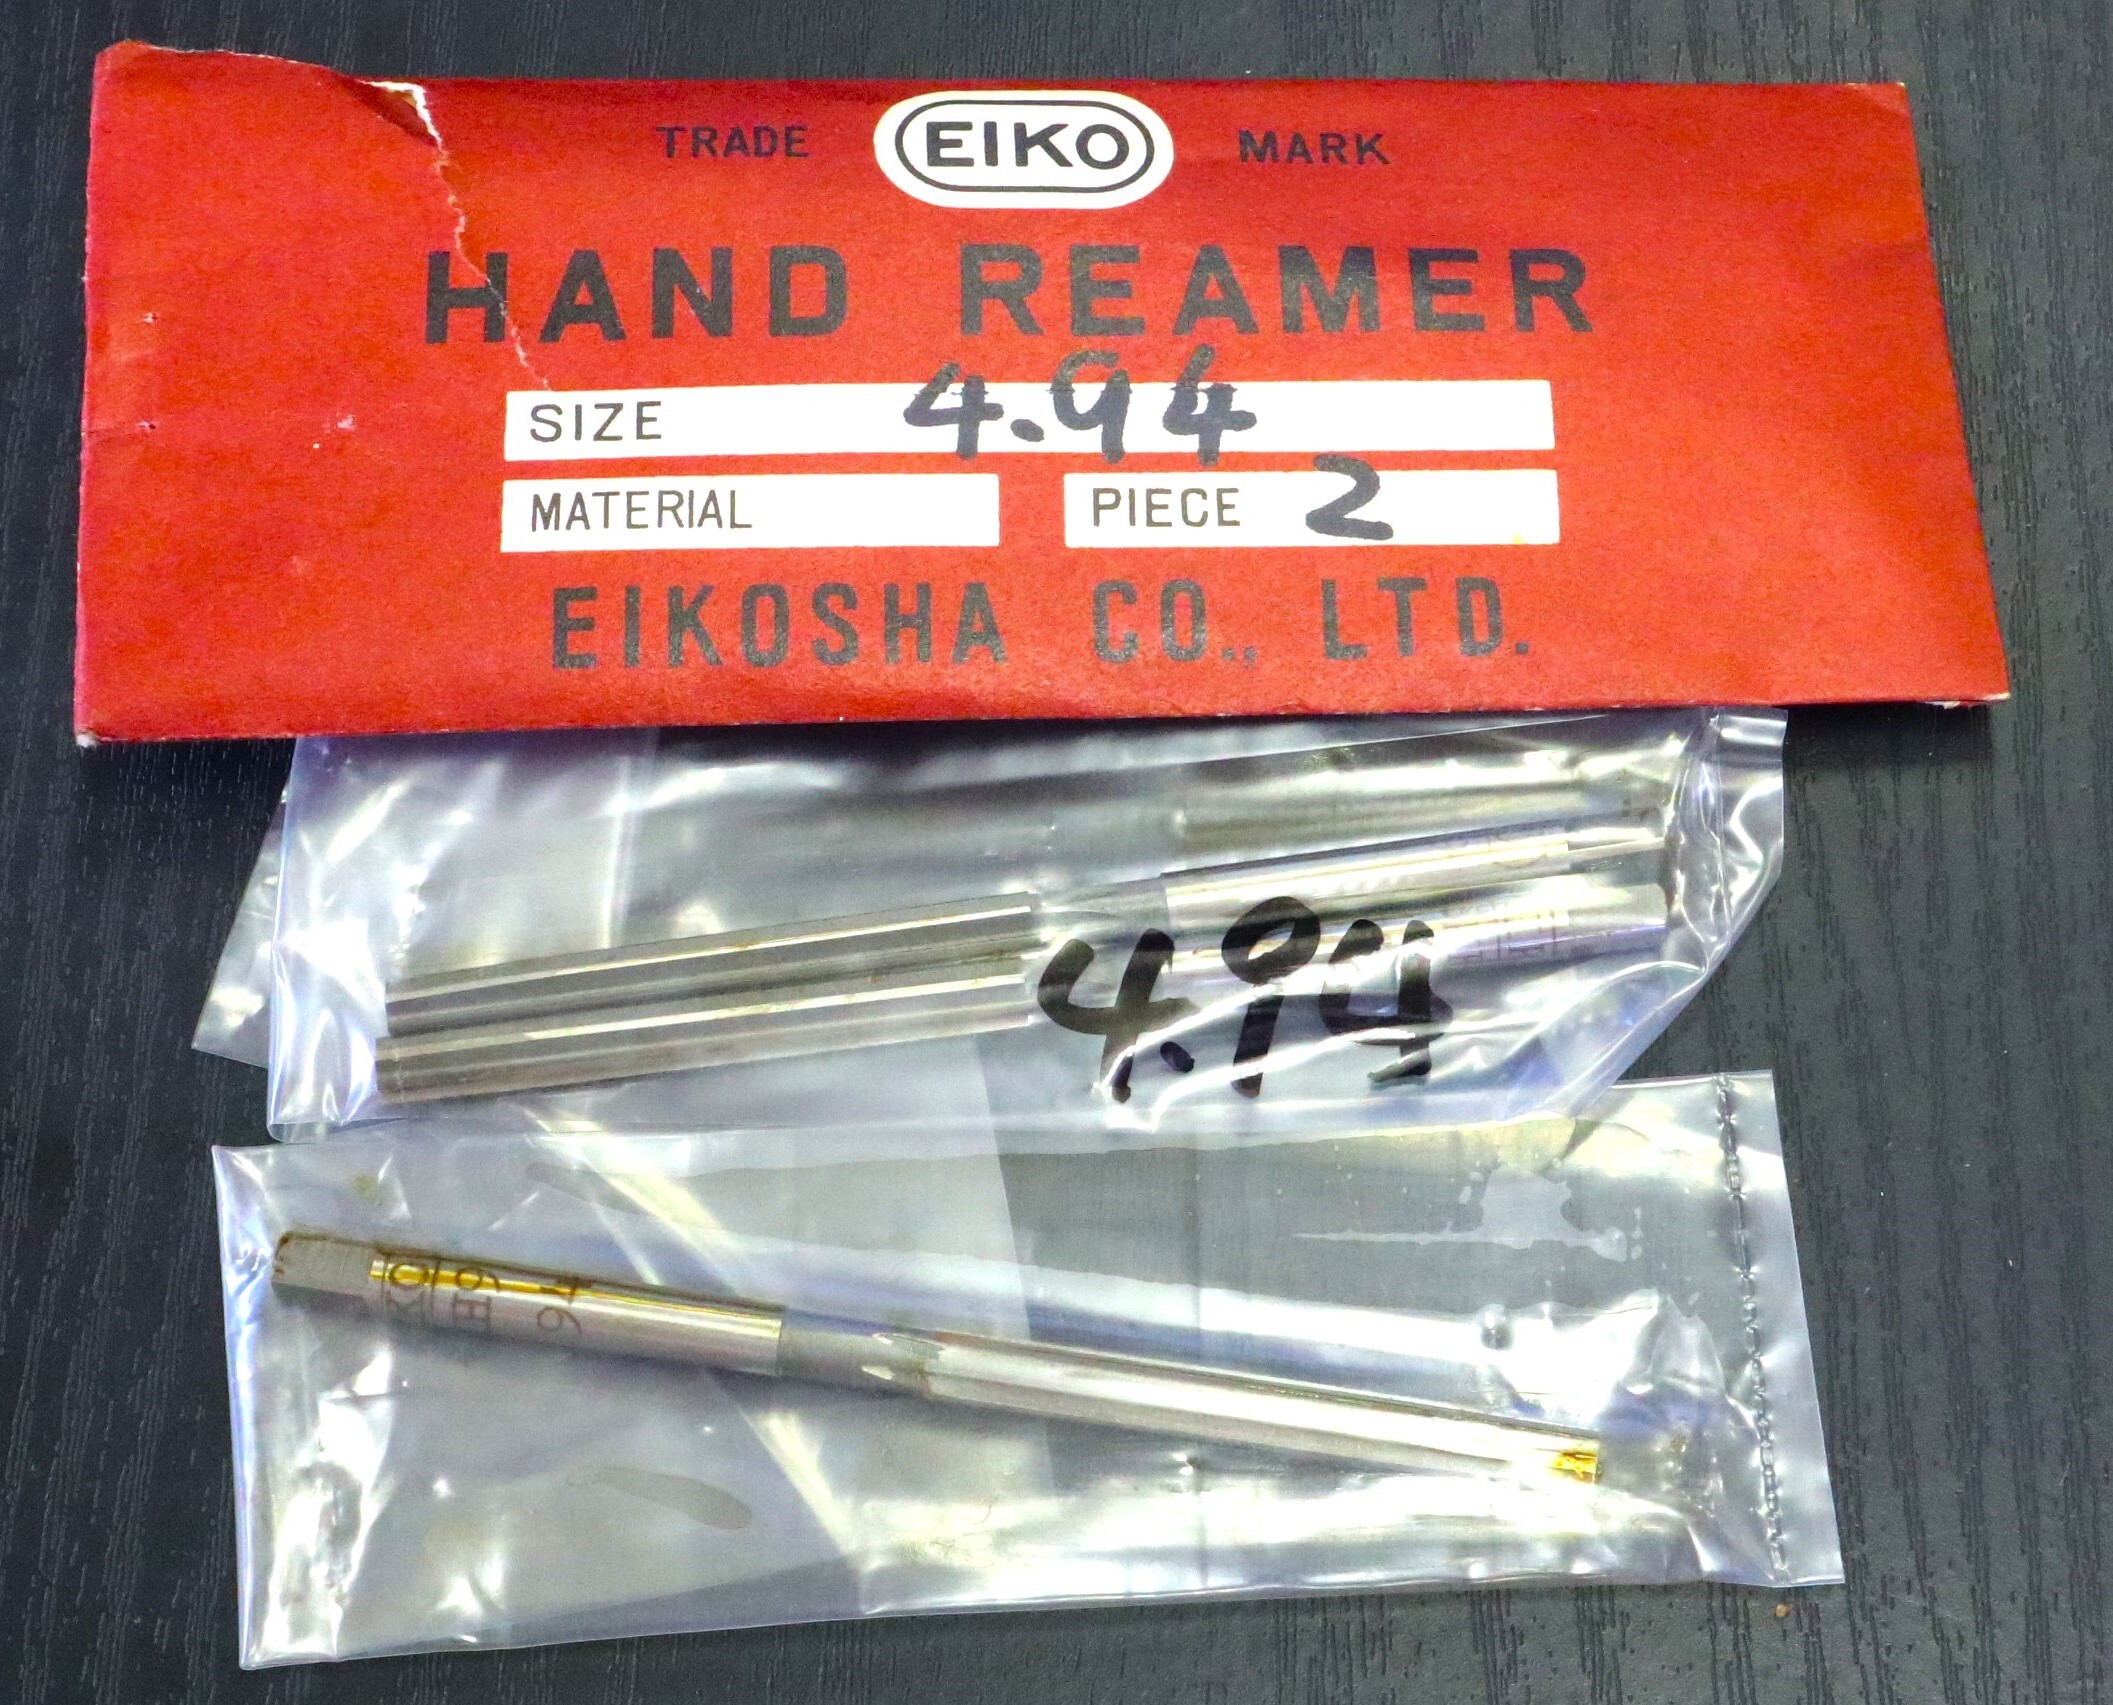 TRADE EIKO MARK
HAND REAMER
SIZE 4.94
MATERIAL PIECE 2
EIKOSHA CO., LTD.
4.94